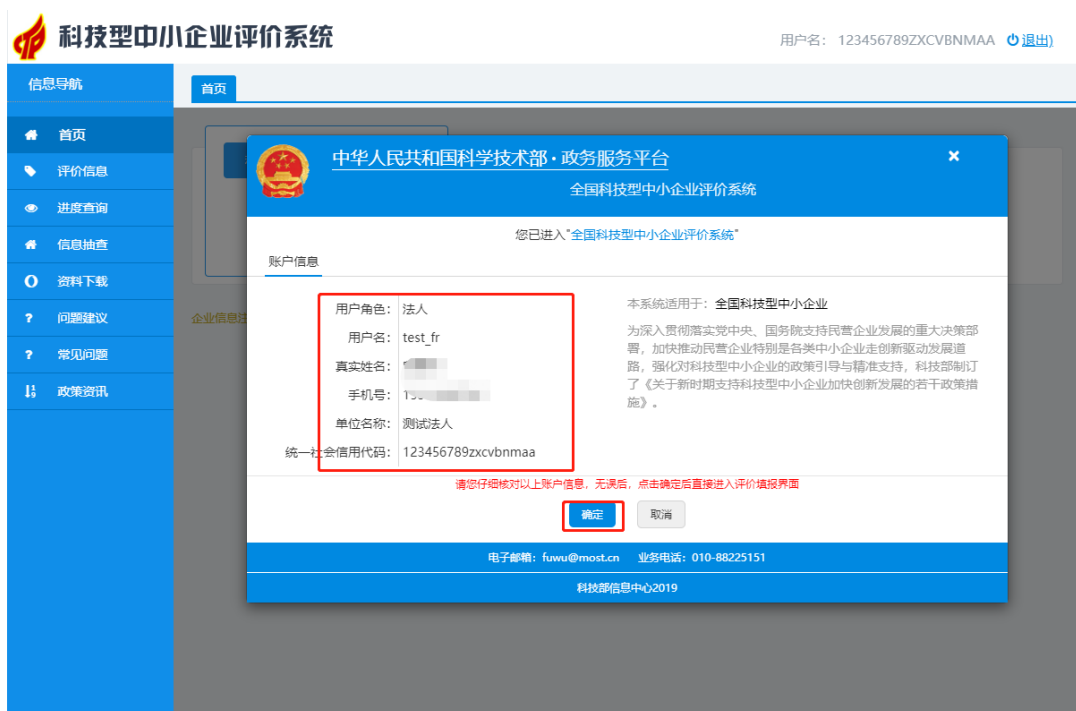 科技型中小企业评价系统
用户名： 123456789ZXCVBNMAA 退出)
信息导航
首页
首页
评价信息
进度查询
信息抽查
资料下载
问题建议
常见问题
政策资讯
企业信息
中华人民共和国科学技术部·政务服务平台
全国科技型中小企业评价系统
您已进入"全国科技型中小企业评价系统"
账户信息
用户角色： 法人
用户名： test_fr
真实姓名：
手机号：
单位名称： 测试法人
统一社会信用代码： 123456789zxcvbnmaa
本系统适用于：全国科技型中小企业
为深入贯彻落实党中央、国务院支持民营企业发展的重大决策部
署，加快推动民营企业特别是各类中小企业走创新驱动发展道
路，强化对科技型中小企业的政策引导与精准支持，科技部制订
了《关于新时期支持科技型中小企业加快创新发展的若干政策措
施》。
请您仔细核对以上账户信息，无误后，点击确定后直接进入评价填报界面
确定 取消
电子邮箱：fuwu@most.cn 业务电话：010-88225151
科技部信息中心2019